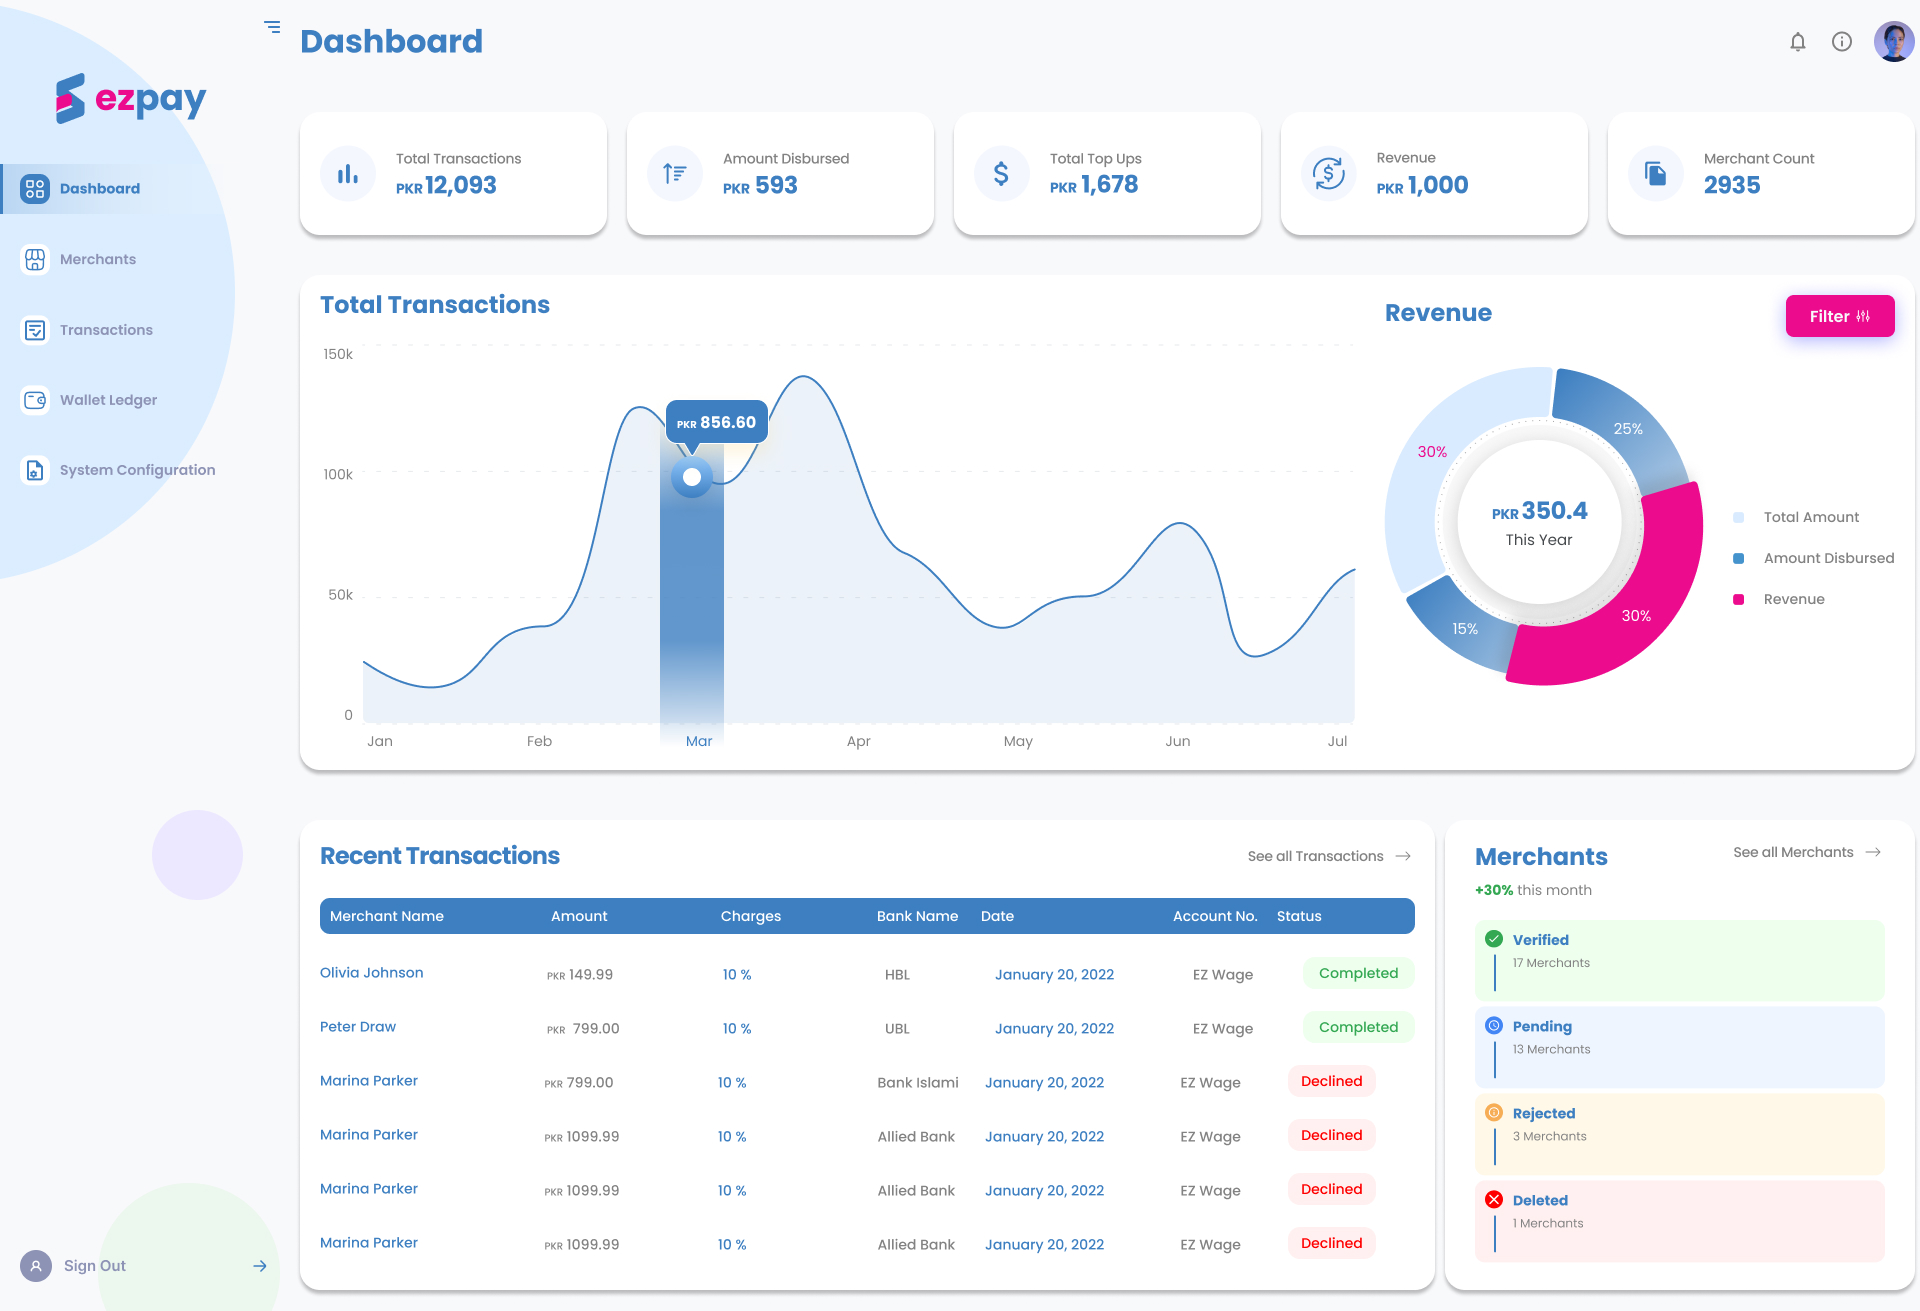 Dashboard
ezpay
Dashboard
Merchants
Transactions
Wallet Ledger
System Configuration
Sign Out
Total Transactions
PKR 12,093
Amount Disbursed
PKR 593
Total Top Ups
PKR 1,678
Revenue
PKR 1,000
Merchant Count
2935
Total Transactions
150k
100k
50k
0
PKR 856.60
Jan Feb Mar Apr May Jun Jul
Revenue
Filter
25%
30%
30%
15%
PKR 350.4
This Year
Total Amount
Amount Disbursed
Revenue
Recent Transactions
See all Transactions
Merchant Name Amount Charges Bank Name Date Account No. Status
Olivia Johnson PKR 149.99 10 % HBL January 20, 2022 EZ Wage Completed
Peter Draw PKR 799.00 10 % UBL January 20, 2022 EZ Wage Completed
Marina Parker PKR 799.00 10 % Bank Islami January 20, 2022 EZ Wage Declined
Marina Parker PKR 1099.99 10 % Allied Bank January 20, 2022 EZ Wage Declined
Marina Parker PKR 1099.99 10 % Allied Bank January 20, 2022 EZ Wage Declined
Marina Parker PKR 1099.99 10 % Allied Bank January 20, 2022 EZ Wage Declined
Merchants
See all Merchants
+30% this month
Verified
17 Merchants
Pending
13 Merchants
Rejected
3 Merchants
Deleted
1 Merchants